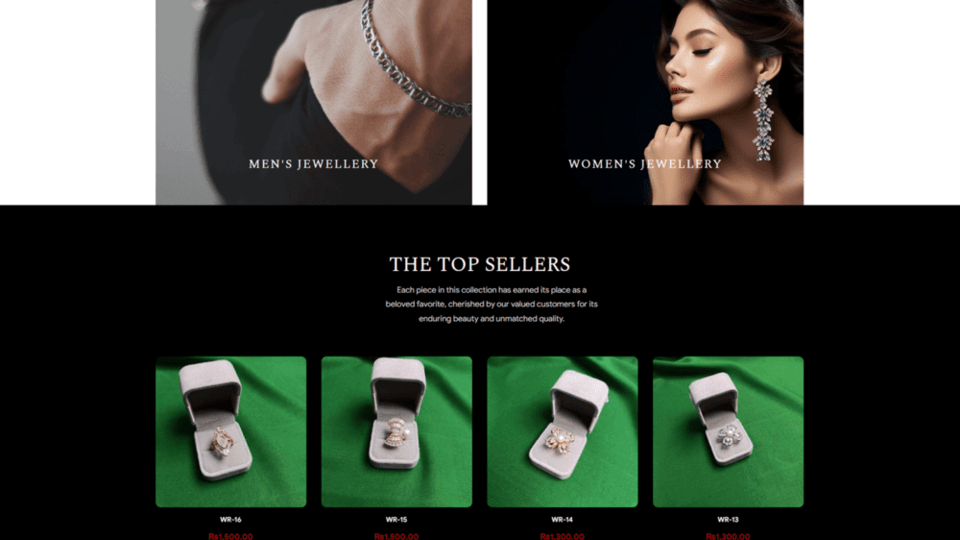 MEN'S JEWELLERY
WOMEN'S JEWELLERY
THE TOP SELLERS
Each piece in this collection has earned its place as a
beloved favorite, cherished by our valued customers for its
enduring beauty and unmatched quality.
WR-16
WR-15
WR-14
WR-13
Rs1,500.00
Rs1,500.00
Rs1,300.00
Rs1,300.00